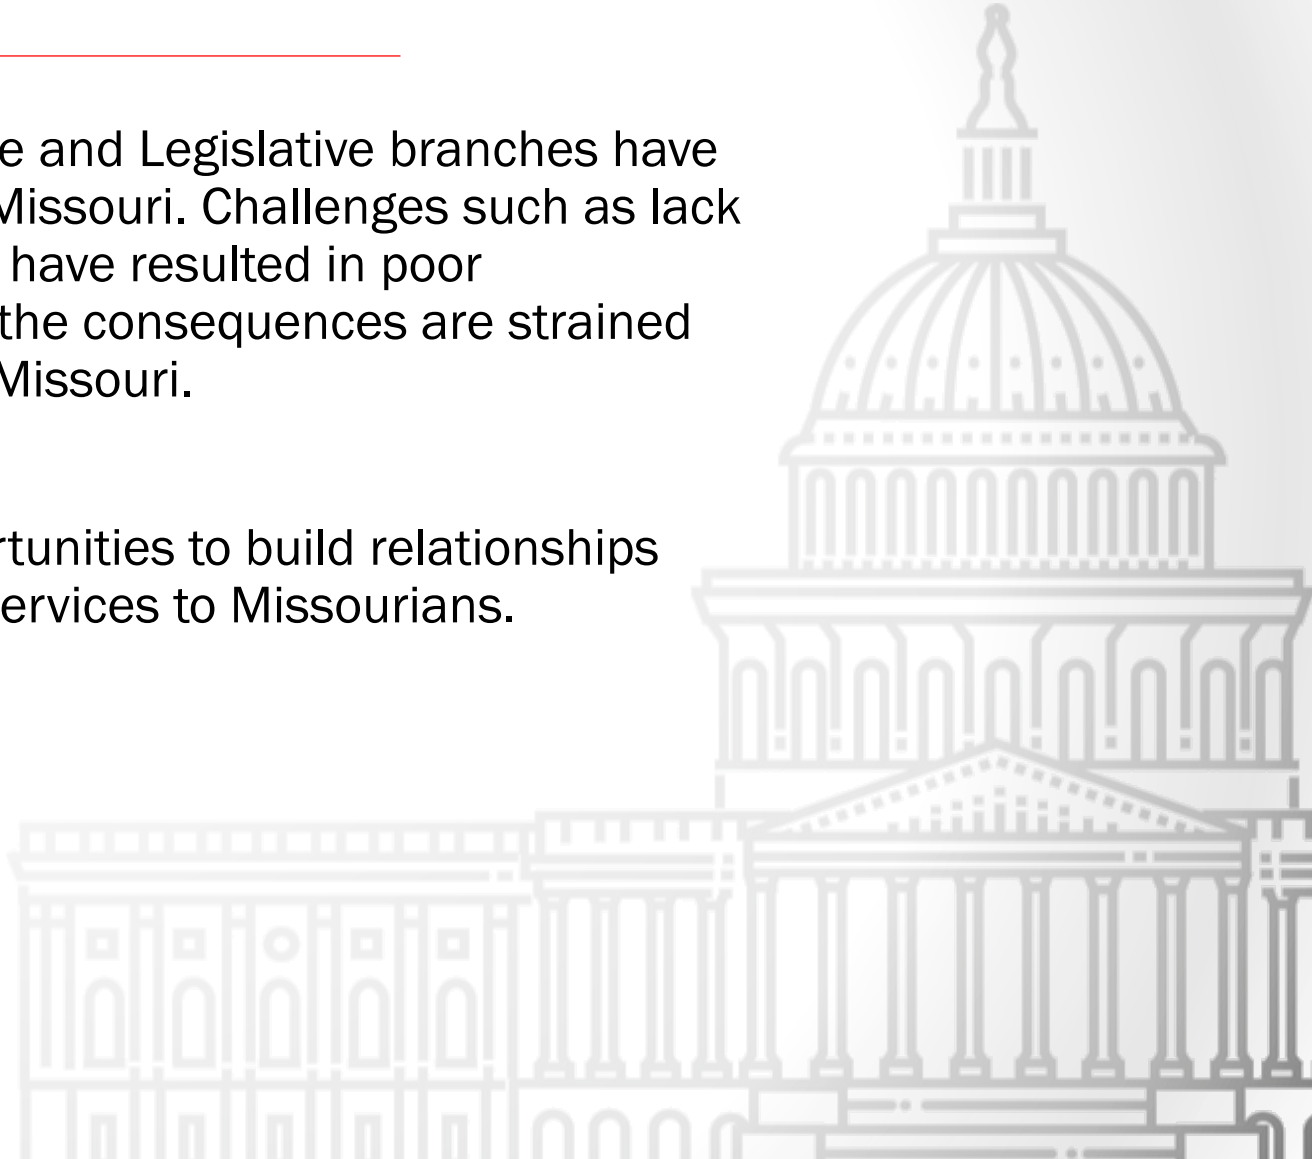 e and Legislative branches have
Missouri. Challenges such as lack
have resulted in poor
the consequences are strained
Missouri.
rtunities to build relationships
ervices to Missourians.